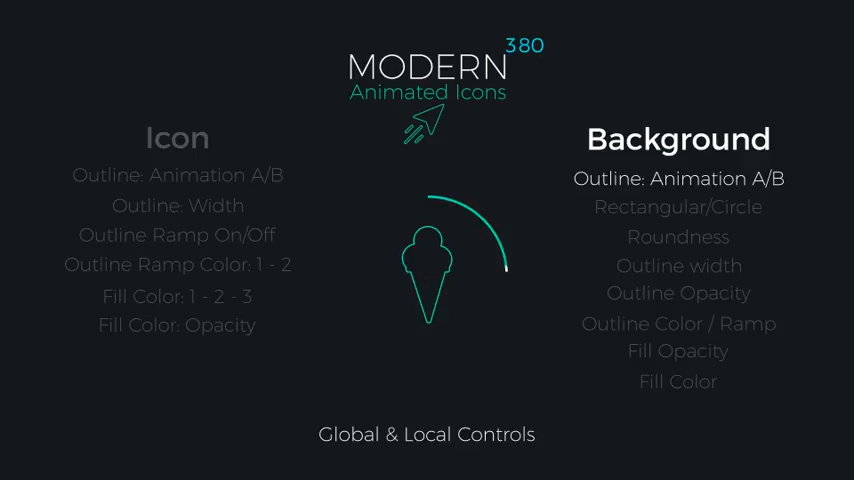 380
MODERN
Animated Icons
Icon
Outline: Animation A/B
Outline: Width
Outline Ramp On/Off
Outline Ramp Color: 1 - 2
Fill Color: 1 - 2 - 3
Fill Color: Opacity
Background
Outline: Animation A/B
Rectangular/Circle
Roundness
Outline width
Outline Opacity
Outline Color / Ramp
Fill Opacity
Fill Color
Global & Local Controls